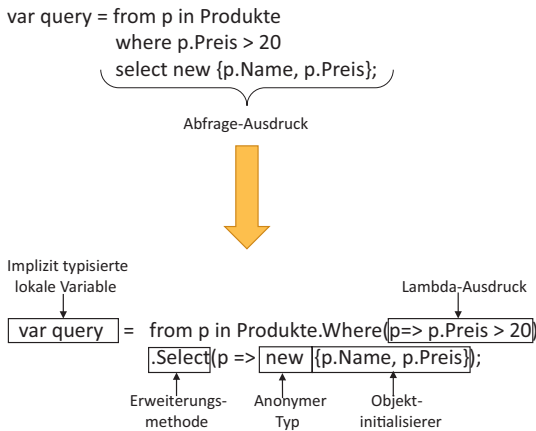 var query = from p in Produkte
where p.Preis > 20
select new {p.Name, p.Preis};
Abfrage-Ausdruck
Implizit typisierte
lokale Variable
Lambda-Ausdruck
var query = from p in Produkte.Where(p=> p.Preis > 20)
.Select(p => new {p.Name, p.Preis});
Erweiterungs-
methode
Anonymer
Typ
Objekt-
initialisierer